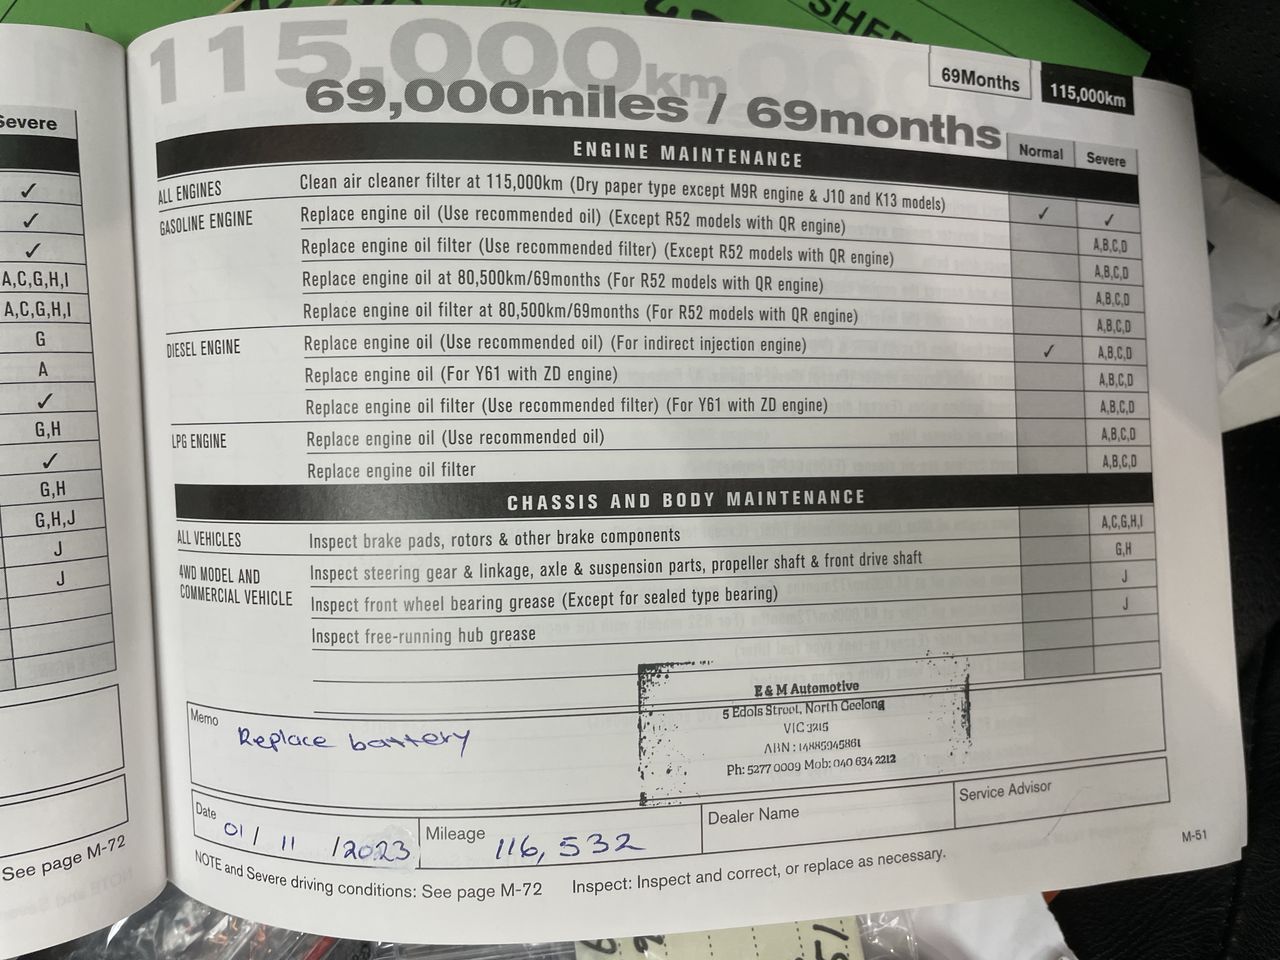 SHEE
Severe
✓
✓
✓
A,C,G,H,I
A,C,G,H,I
G
A
✓
G,H
✓
G,H
G,H,J
J
J
See page M-72
115,000km
69,000miles / 69months
69Months
115,000km
ENGINE MAINTENANCE
Normal Severe
ALL ENGINES Clean air cleaner filter at 115,000km (Dry paper type except M9R engine & J10 and K13 models) ✓ ✓
GASOLINE ENGINE Replace engine oil (Use recommended oil) (Except R52 models with QR engine) A,B,C,D
Replace engine oil filter (Use recommended filter) (Except R52 models with QR engine) A,B,C,D
Replace engine oil at 80,500km/69months (For R52 models with QR engine) A,B,C,D
Replace engine oil filter at 80,500km/69months (For R52 models with QR engine) A,B,C,D
DIESEL ENGINE Replace engine oil (Use recommended oil) (For indirect injection engine) ✓ A,B,C,D
Replace engine oil (For Y61 with ZD engine) A,B,C,D
Replace engine oil filter (Use recommended filter) (For Y61 with ZD engine) A,B,C,D
LPG ENGINE Replace engine oil (Use recommended oil) A,B,C,D
Replace engine oil filter A,B,C,D
CHASSIS AND BODY MAINTENANCE
ALL VEHICLES Inspect brake pads, rotors & other brake components A,C,G,H,I
4WD MODEL AND COMMERCIAL VEHICLE Inspect steering gear & linkage, axle & suspension parts, propeller shaft & front drive shaft G,H
Inspect front wheel bearing grease (Except for sealed type bearing) J
Inspect free-running hub grease J
Memo
Replace battery
E & M Automotive
5 Edols Street, North Geelong
VIC 3215
ABN : 14885945861
Ph: 5277 0009 Mob: 040 634 2212
Date 01 / 11 / 2023
Mileage 116,532
Dealer Name
Service Advisor
NOTE and Severe driving conditions: See page M-72 Inspect: Inspect and correct, or replace as necessary.
M-51